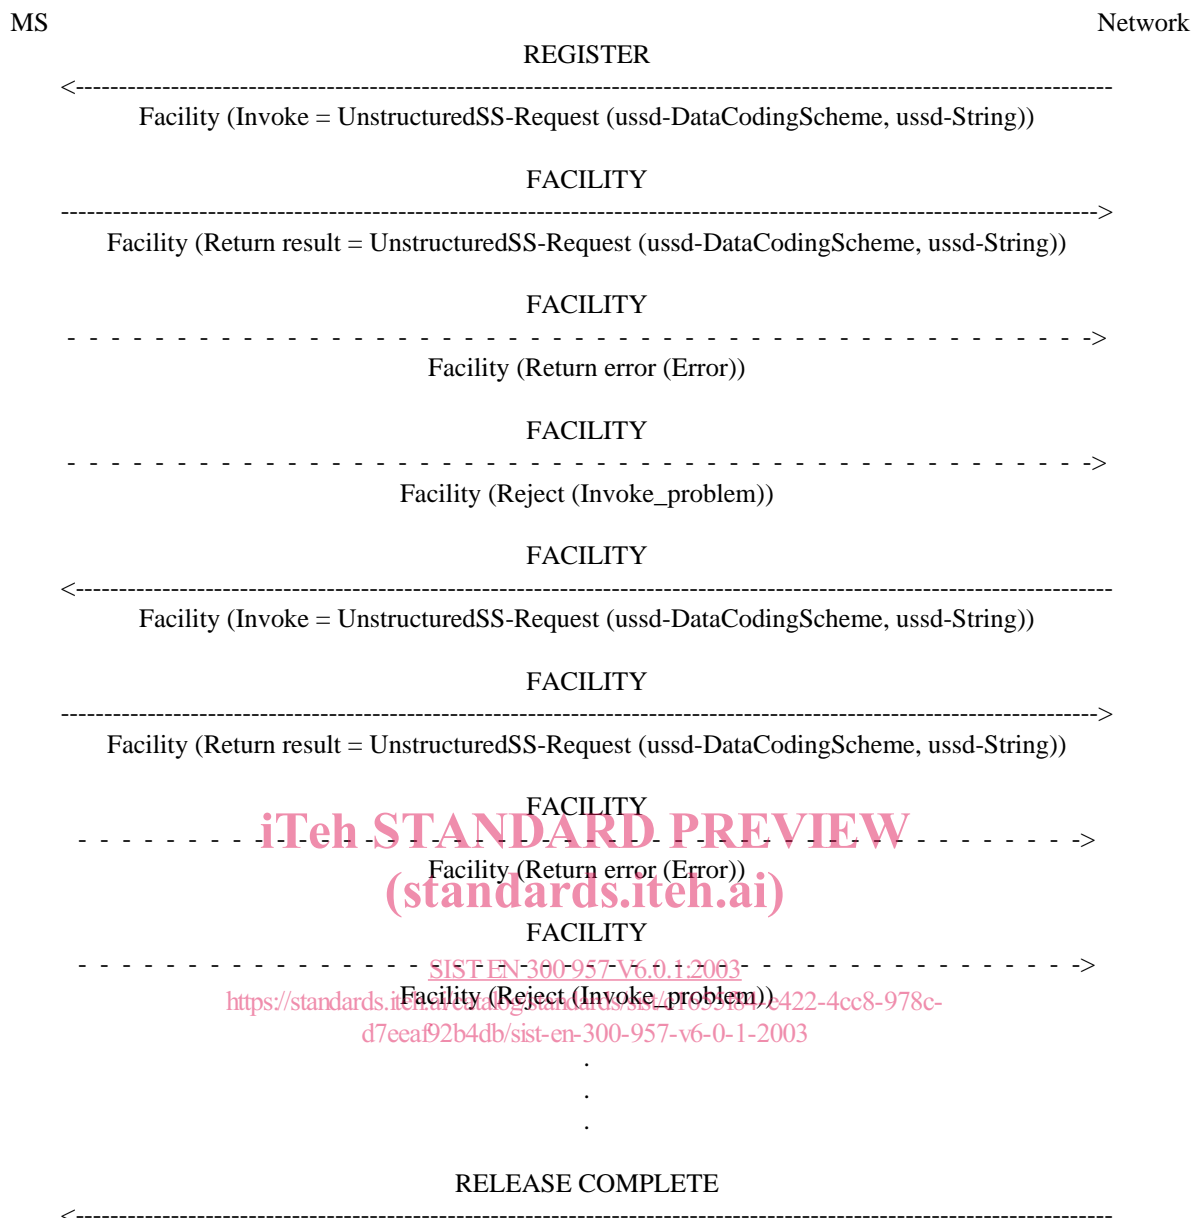 MS Network
REGISTER
<-----------------------------------------------------------------------------------------------------------------------
Facility (Invoke = UnstructuredSS-Request (ussd-DataCodingScheme, ussd-String))
FACILITY
----------------------------------------------------------------------------------------------------------------------->
Facility (Return result = UnstructuredSS-Request (ussd-DataCodingScheme, ussd-String))
FACILITY
- - - - - - - - - - - - - - - - - - - - - - - - - - - - - - - - - - - - - - - - - - - - - - ->
Facility (Return error (Error))
FACILITY
- - - - - - - - - - - - - - - - - - - - - - - - - - - - - - - - - - - - - - - - - - - - - - ->
Facility (Reject (Invoke_problem))
FACILITY
<-----------------------------------------------------------------------------------------------------------------------
Facility (Invoke = UnstructuredSS-Request (ussd-DataCodingScheme, ussd-String))
FACILITY
----------------------------------------------------------------------------------------------------------------------->
Facility (Return result = UnstructuredSS-Request (ussd-DataCodingScheme, ussd-String))
FACILITY
iTeh STANDARD PREVIEW
- - - - - - - - - - - - - - - - - - - - - - - - - - - - - - - - - - - - - - - - - - - - - ->
Facility (Return error (Error))
(standards.iteh.ai)
FACILITY
- - - - - - - - - - - - - - - - - - - - - - - - - - - - - - - - - - - - - - - - - - - - - ->
SIST EN 300 957 V6.0.1:2003
Facility (Reject (Invoke_problem))
d7eeaf92b4db/sist-en-300-957-v6-0-1-2003
.
.
.
RELEASE COMPLETE
<-----------------------------------------------------------------------------------------------------------------------